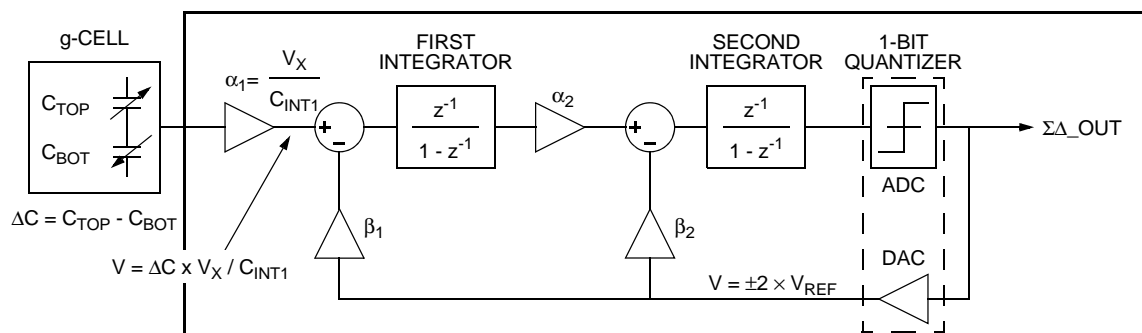 g-CELL
C_TOP
C_BOT
ΔC = C_TOP - C_BOT
α₁= V_X / C_INT1
V = ΔC x V_X / C_INT1
+
-
FIRST
INTEGRATOR
z⁻¹
1 - z⁻¹
α₂
β₁
+
-
SECOND
INTEGRATOR
z⁻¹
1 - z⁻¹
β₂
1-BIT
QUANTIZER
ADC
DAC
V = ±2 × V_REF
ΣΔ_OUT